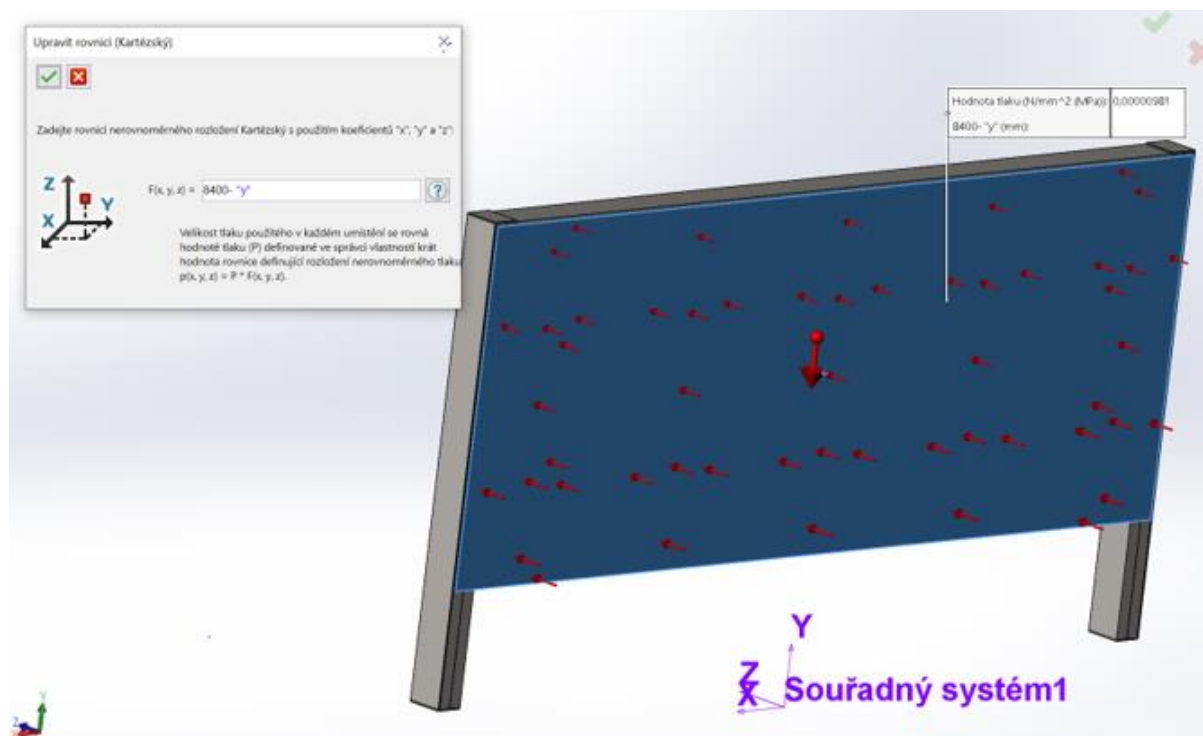 Upravit rovnici (Kartézský)
Zadejte rovnici nerovnoměrného rozložení Kartézský s použitím koeficientů "x", "y" a "z":
Z
X
Y
F(x, y, z) = 8400- "y"
Velikost tlaku použitého v každém umístění se rovná
hodnotě tlaku (P) definované ve správci vlastností krát
hodnota rovnice definující rozložení nerovnoměrného tlaku
p(x, y, z) = P * F(x, y, z).
Hodnota tlaku (N/mm^2 (MPa)): 0,00000981
8400- "y" (mm):
Y
Z
X
Souřadný systém1
Y
Z